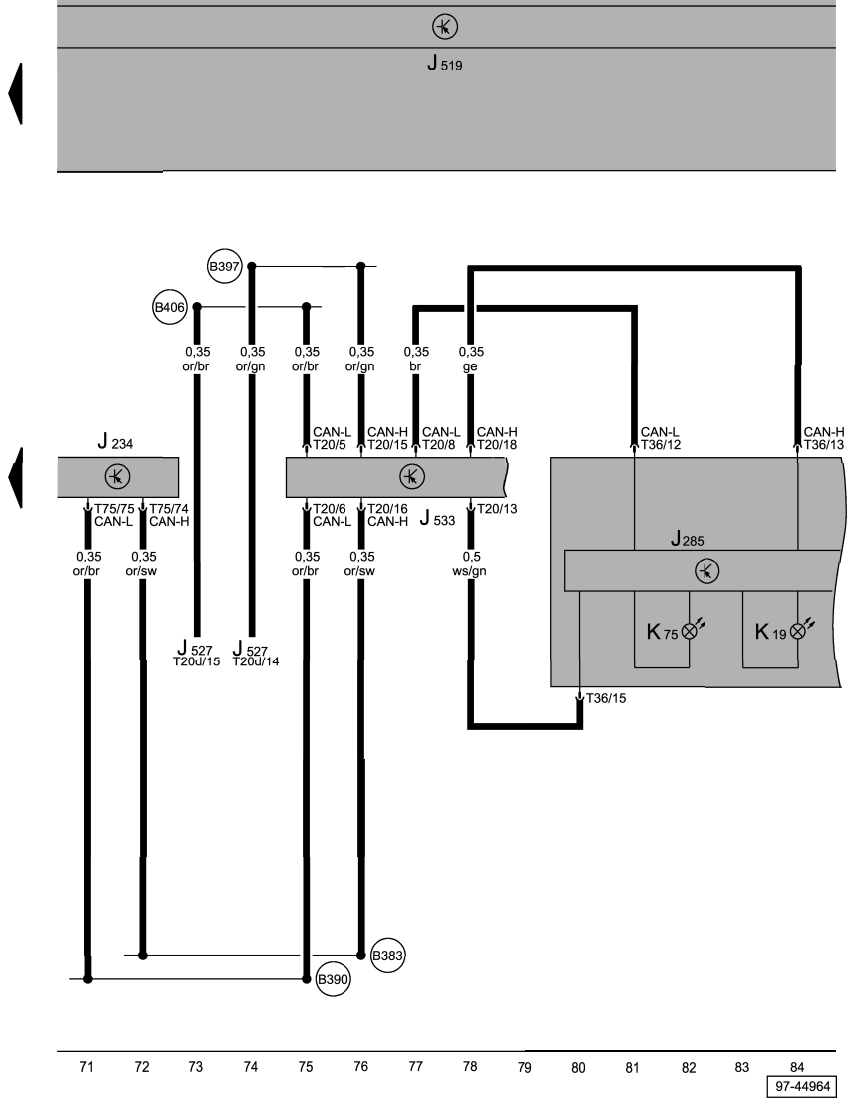 J 519
B397
B406
0,35 0,35 0,35 0,35 0,35 0,35
or/br or/gn or/br or/gn br ge
CAN-L CAN-H CAN-L CAN-H CAN-L CAN-H
T20/5 T20/15 T20/8 T20/18 T36/12 T36/13
J 234
T75/75 T75/74 T20/6 T20/16 T20/13
CAN-L CAN-H CAN-L CAN-H
J 533
J 285
0,35 0,35 0,35 0,35 0,5
or/br or/sw or/br or/sw ws/gn
K 75 K 19
J 527 J 527
T20d/15 T20d/14
T36/15
B383
B390
71 72 73 74 75 76 77 78 79 80 81 82 83 84
97-44964